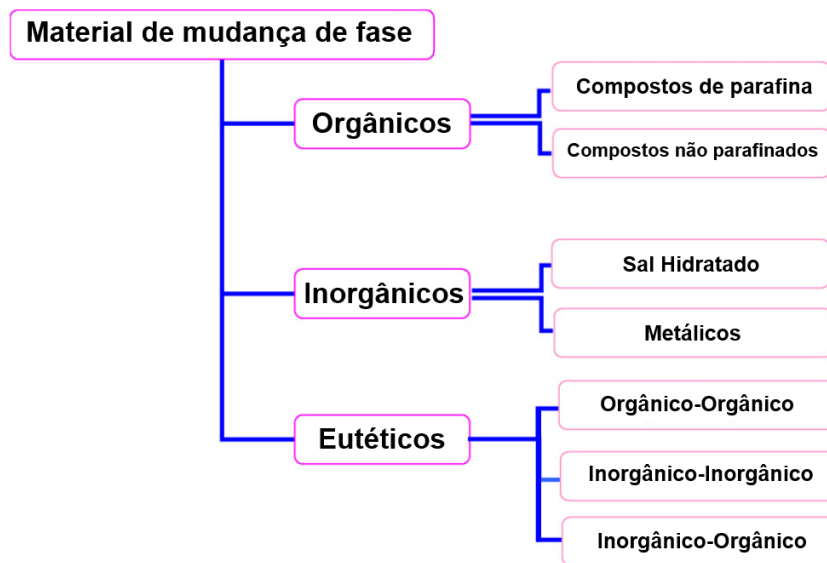 Material de mudança de fase
Orgânicos
Compostos de parafina
Compostos não parafinados
Inorgânicos
Sal Hidratado
Metálicos
Eutéticos
Orgânico-Orgânico
Inorgânico-Inorgânico
Inorgânico-Orgânico